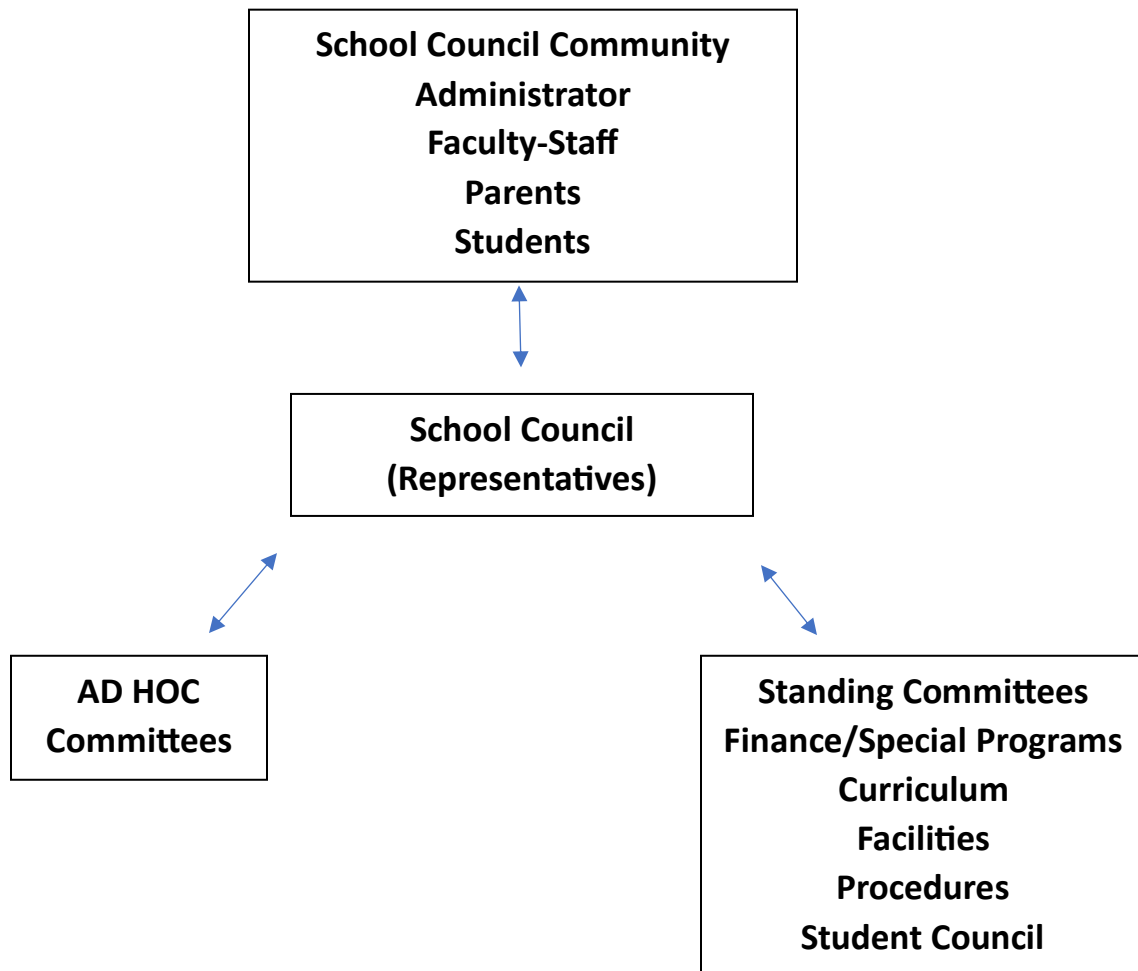 School Council Community
Administrator
Faculty-Staff
Parents
Students
School Council
(Representatives)
AD HOC
Committees
Standing Committees
Finance/Special Programs
Curriculum
Facilities
Procedures
Student Council